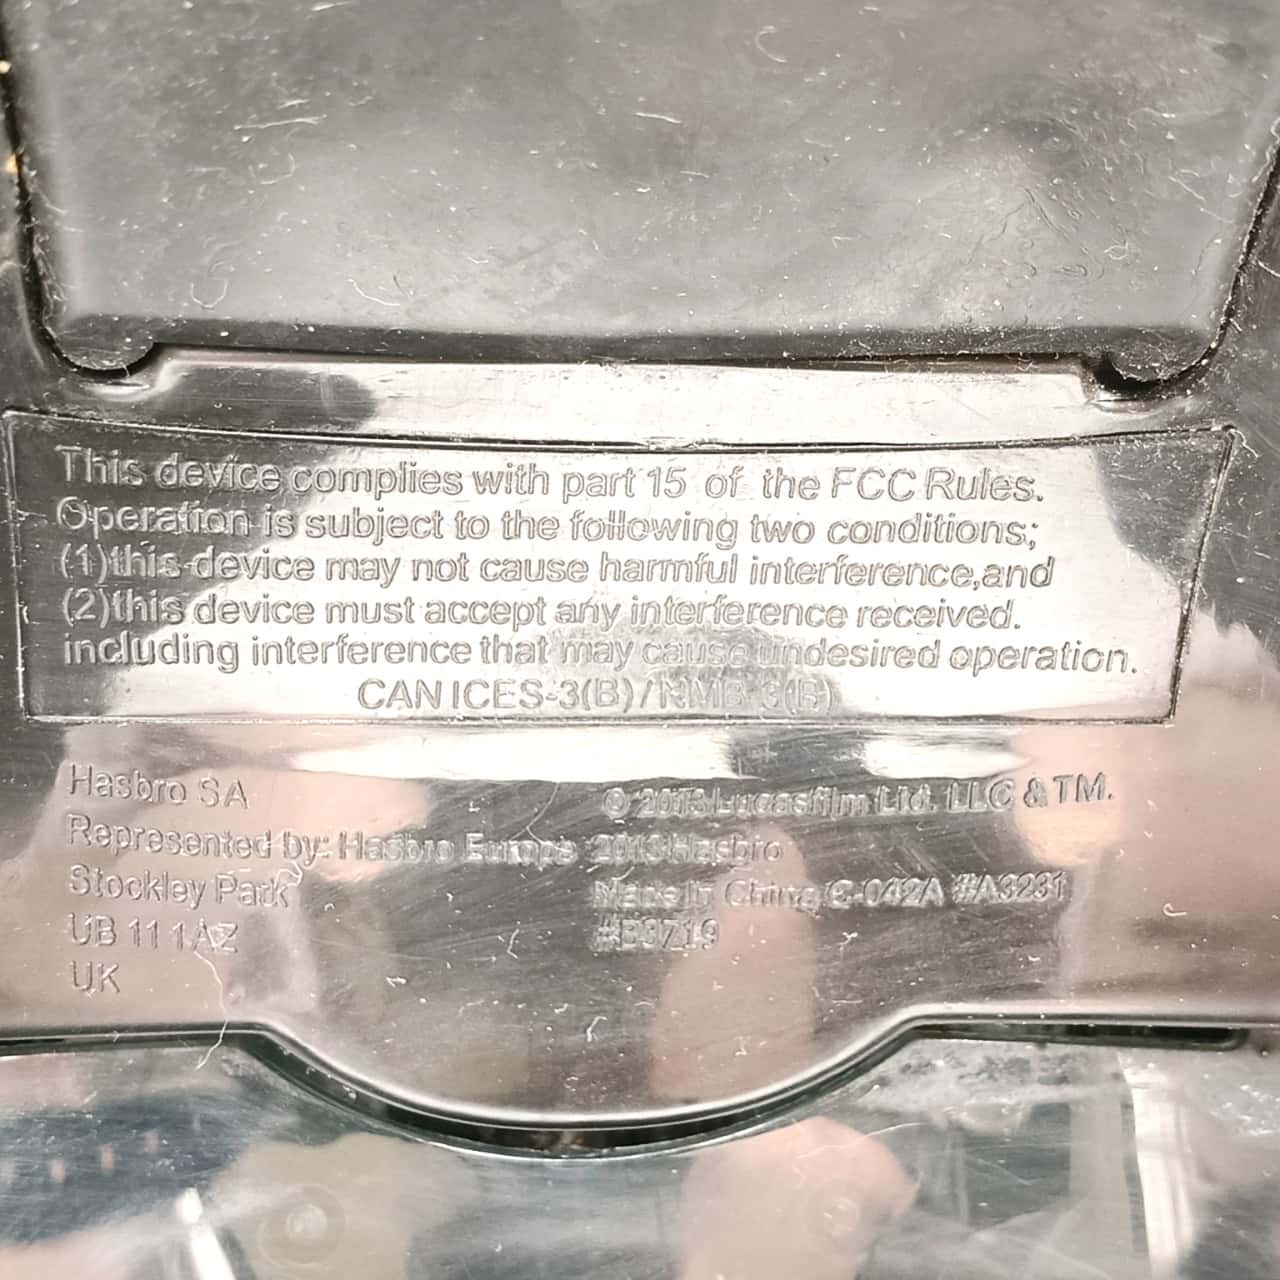 This device complies with part 15 of the FCC Rules.
Operation is subject to the following two conditions;
(1)this device may not cause harmful interference,and
(2)this device must accept any interference received.
including interference that may cause undesired operation.
CAN ICES-3(B)/NMB-3(B)
Hasbro SA
Represented by: Hasbro Europe
Stockley Park
UB 11 1AZ
UK
© 2013 Lucasfilm Ltd. LLC & TM.
2013 Hasbro
Made In China C-042A #A3231
#B3719